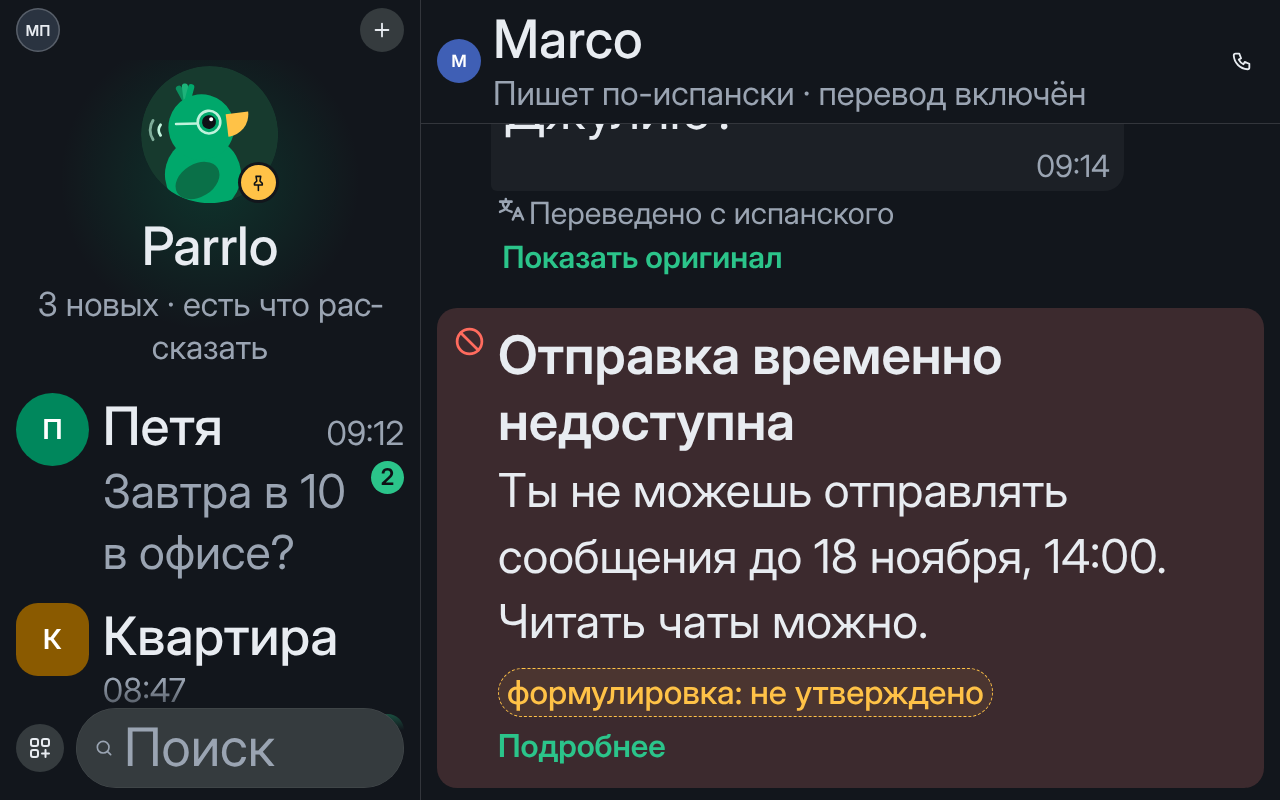 МП
Parrlo
3 новых · есть что рас-
сказать
П
Петя
09:12
Завтра в 10
2
в офисе?
К
Квартира
08:47
Поиск
M
Marco
Пишет по-испански · перевод включён
09:14
Переведено с испанского
Показать оригинал
Отправка временно
недоступна
Ты не можешь отправлять
сообщения до 18 ноября, 14:00.
Читать чаты можно.
формулировка: не утверждено
Подробнее